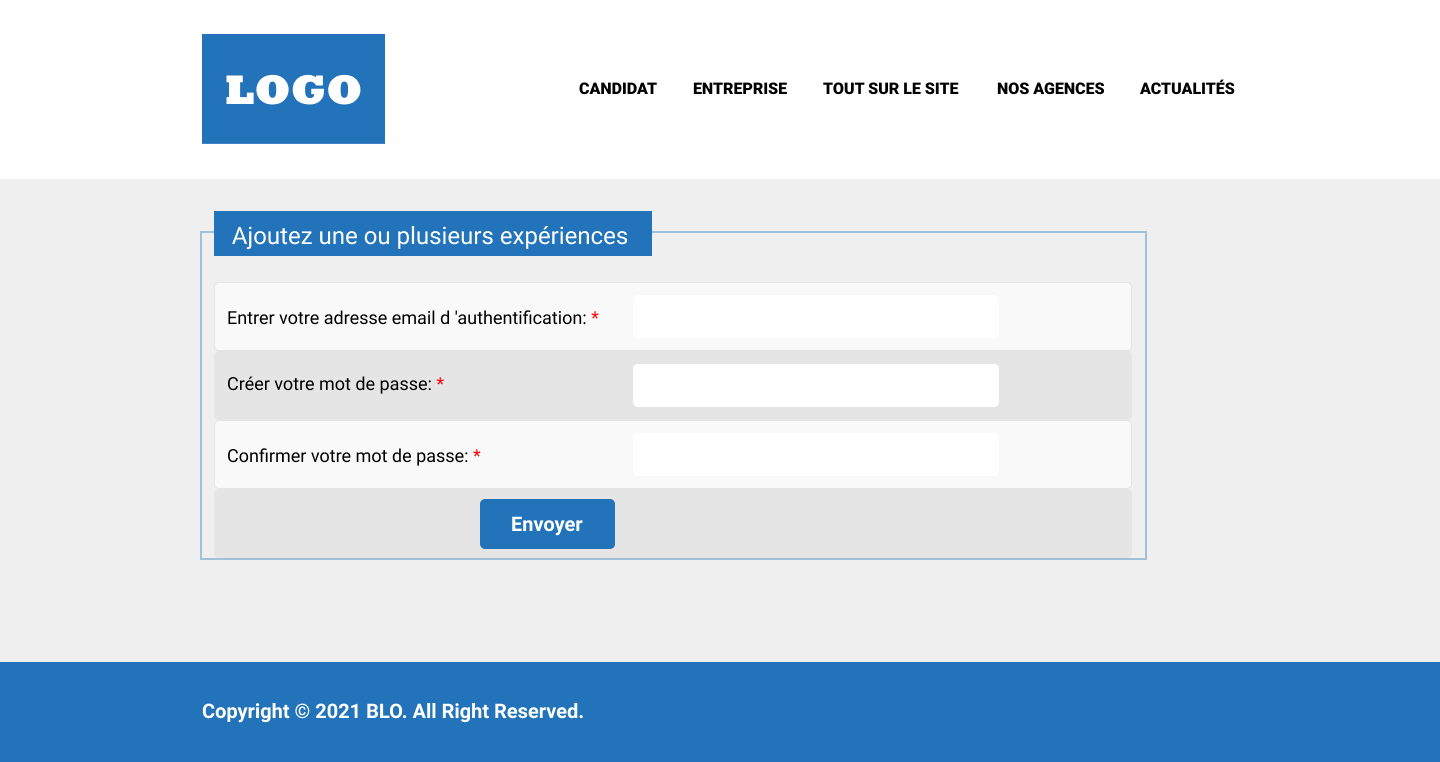 LOGO
CANDIDAT ENTREPRISE TOUT SUR LE SITE NOS AGENCES ACTUALITÉS
Ajoutez une ou plusieurs expériences
Entrer votre adresse email d 'authentification: *
Créer votre mot de passe: *
Confirmer votre mot de passe: *
Envoyer
Copyright © 2021 BLO. All Right Reserved.